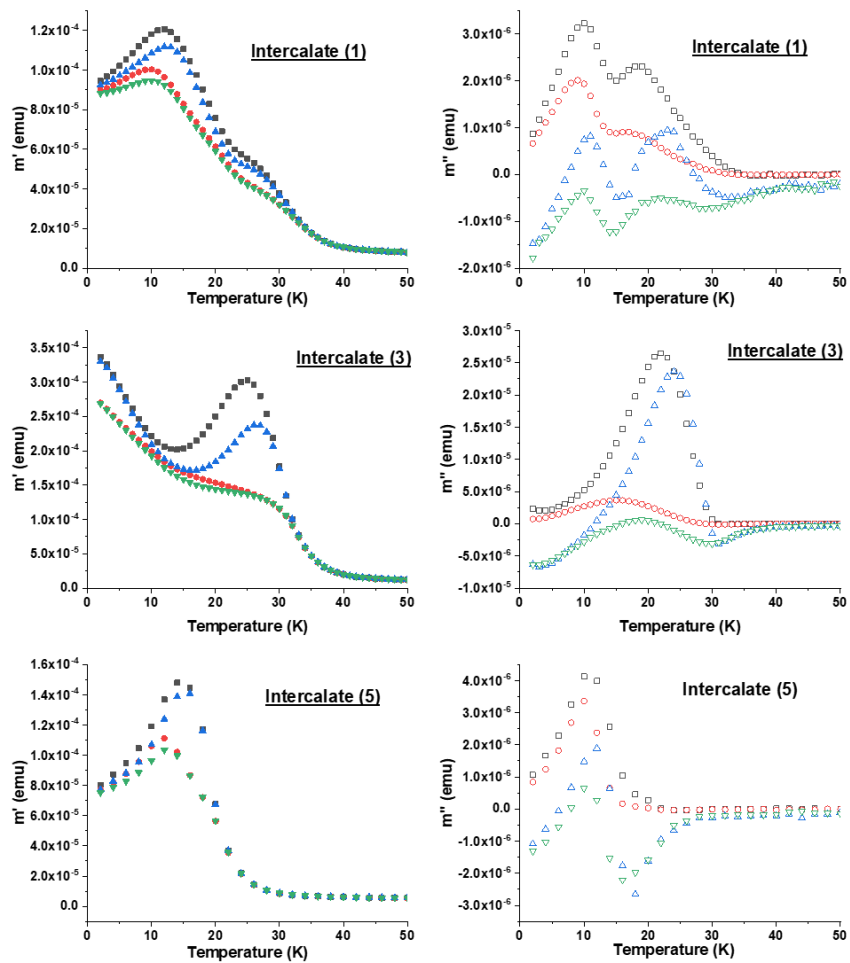 1.2x10⁻⁴
1.0x10⁻⁴
8.0x10⁻⁵
6.0x10⁻⁵
4.0x10⁻⁵
2.0x10⁻⁵
0.0
m' (emu)
Intercalate (1)
0 10 20 30 40 50
Temperature (K)
3.0x10⁻⁶
2.0x10⁻⁶
1.0x10⁻⁶
0.0
-1.0x10⁻⁶
-2.0x10⁻⁶
m" (emu)
Intercalate (1)
0 10 20 30 40 50
Temperature (K)
3.5x10⁻⁴
3.0x10⁻⁴
2.5x10⁻⁴
2.0x10⁻⁴
1.5x10⁻⁴
1.0x10⁻⁴
5.0x10⁻⁵
0.0
m' (emu)
Intercalate (3)
0 10 20 30 40 50
Temperature (K)
3.0x10⁻⁵
2.5x10⁻⁵
2.0x10⁻⁵
1.5x10⁻⁵
1.0x10⁻⁵
5.0x10⁻⁶
0.0
-5.0x10⁻⁶
-1.0x10⁻⁵
m" (emu)
Intercalate (3)
0 10 20 30 40 50
Temperature (K)
1.6x10⁻⁴
1.4x10⁻⁴
1.2x10⁻⁴
1.0x10⁻⁴
8.0x10⁻⁵
6.0x10⁻⁵
4.0x10⁻⁵
2.0x10⁻⁵
0.0
m' (emu)
Intercalate (5)
0 10 20 30 40 50
Temperature (K)
4.0x10⁻⁶
3.0x10⁻⁶
2.0x10⁻⁶
1.0x10⁻⁶
0.0
-1.0x10⁻⁶
-2.0x10⁻⁶
-3.0x10⁻⁶
m" (emu)
Intercalate (5)
0 10 20 30 40 50
Temperature (K)